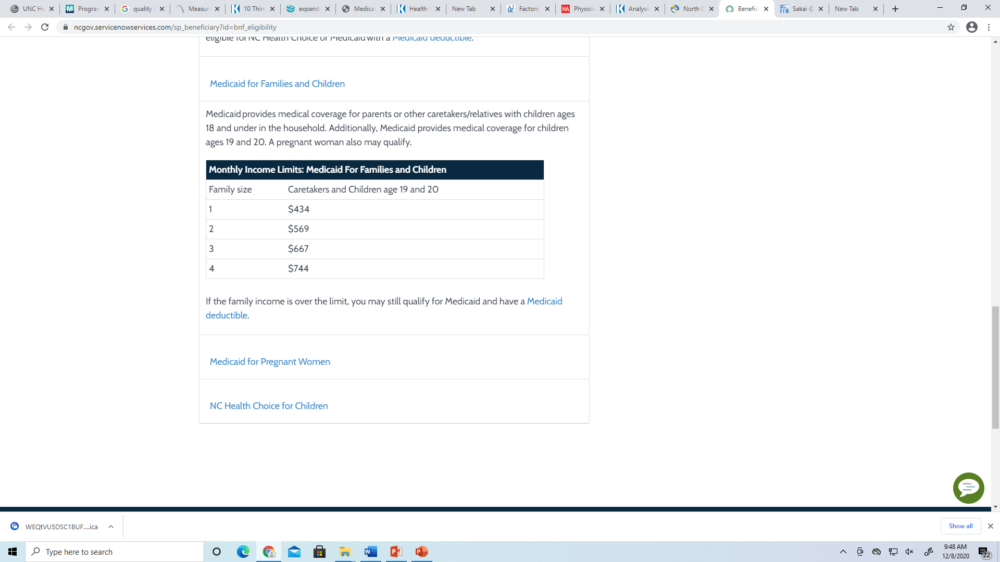 UNC He
Program
quality i
Measuri
10 Thing
expandi
Medicai
Health I
New Tab
Factors
HA Physicia
Analysis
North C
Benefici
Sakai @
New Tab
ncgov.servicenowservices.com/sp_beneficiary?id=bnf_eligibility
eligible for NC Health Choice or Medicaid with a Medicaid deductible.
Medicaid for Families and Children
Medicaid provides medical coverage for parents or other caretakers/relatives with children ages
18 and under in the household. Additionally, Medicaid provides medical coverage for children
ages 19 and 20. A pregnant woman also may qualify.
Monthly Income Limits: Medicaid For Families and Children
Family size Caretakers and Children age 19 and 20
1 $434
2 $569
3 $667
4 $744
If the family income is over the limit, you may still qualify for Medicaid and have a Medicaid
deductible.
Medicaid for Pregnant Women
NC Health Choice for Children
WEQtVU5DSC1BUF....ica
Show all
Type here to search
9:48 AM
12/8/2020
22